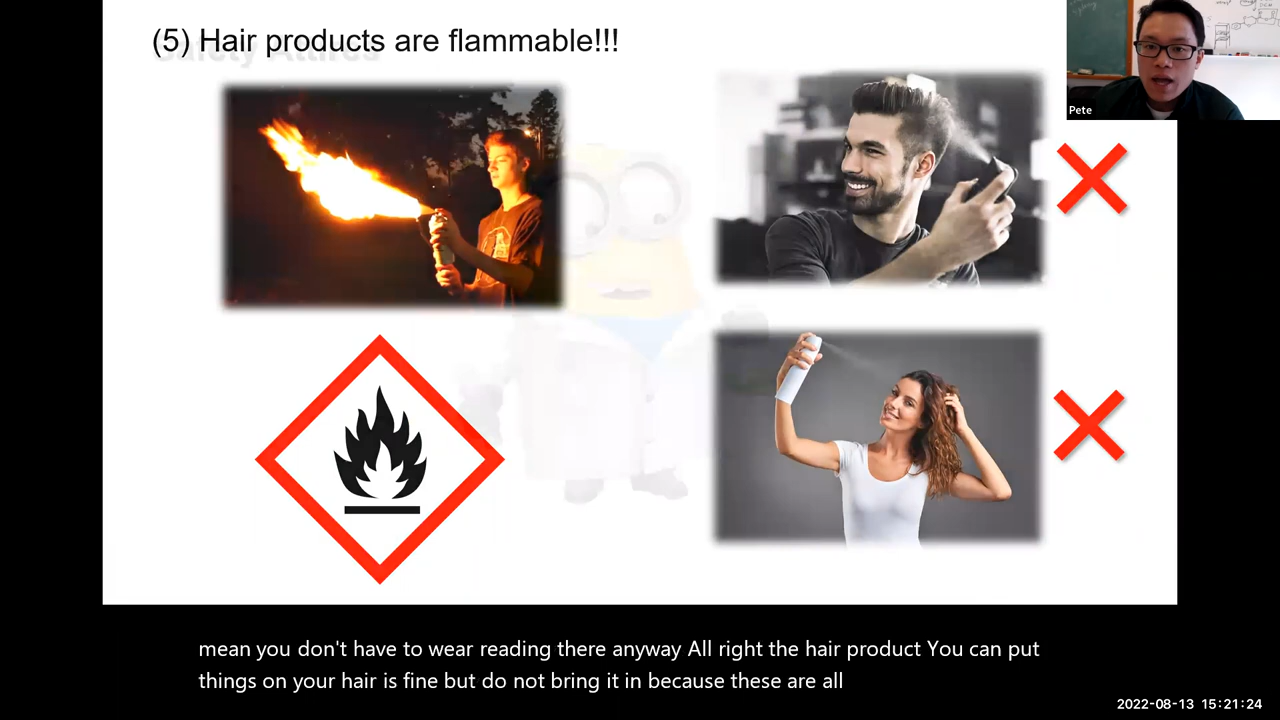 (5) Hair products are flammable!!!
Safety Attires
Pete
mean you don't have to wear reading there anyway All right the hair product You can put
things on your hair is fine but do not bring it in because these are all
2022-08-13 15:21:24